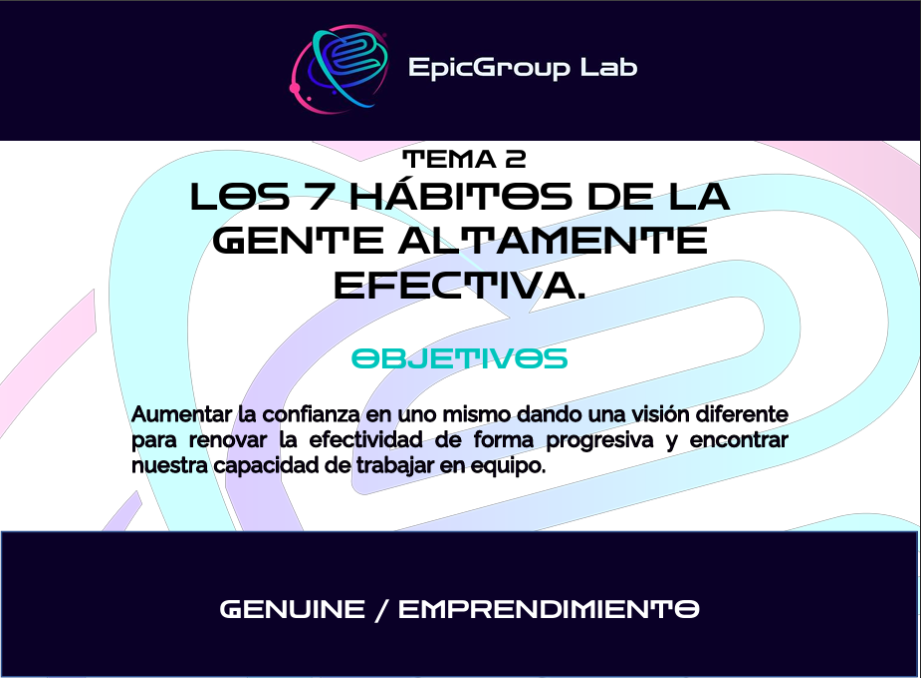 EpicGroup Lab
TEMA 2
LOS 7 HÁBITOS DE LA
GENTE ALTAMENTE
EFECTIVA.
OBJETIVOS
Aumentar la confianza en uno mismo dando una visión diferente
para renovar la efectividad de forma progresiva y encontrar
nuestra capacidad de trabajar en equipo.
GENUINE / EMPRENDIMIENTO